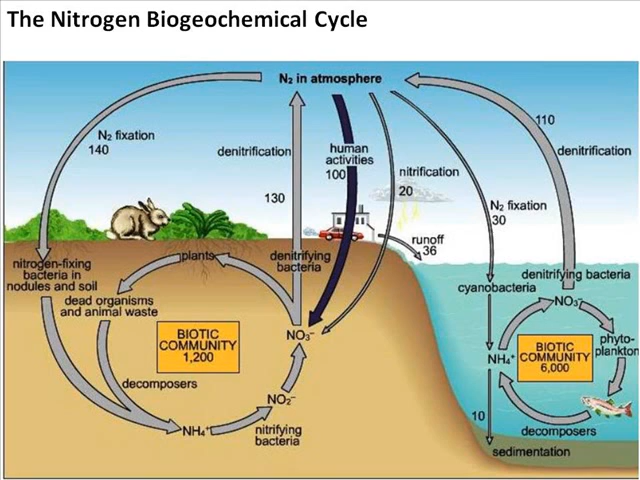 The Nitrogen Biogeochemical Cycle
N₂ in atmosphere
N₂ fixation
140
denitrification
130
human
activities
100
nitrification
20
N₂ fixation
30
110
denitrification
runoff
36
nitrogen-fixing
bacteria in
nodules and soil
plants
denitrifying
bacteria
dead organisms
and animal waste
BIOTIC
COMMUNITY
1,200
decomposers
NO₃⁻
NO₂⁻
NH₄⁺
nitrifying
bacteria
cyanobacteria
denitrifying bacteria
NO₃⁻
phyto-
plankton
NH₄⁺
BIOTIC
COMMUNITY
6,000
decomposers
10
sedimentation